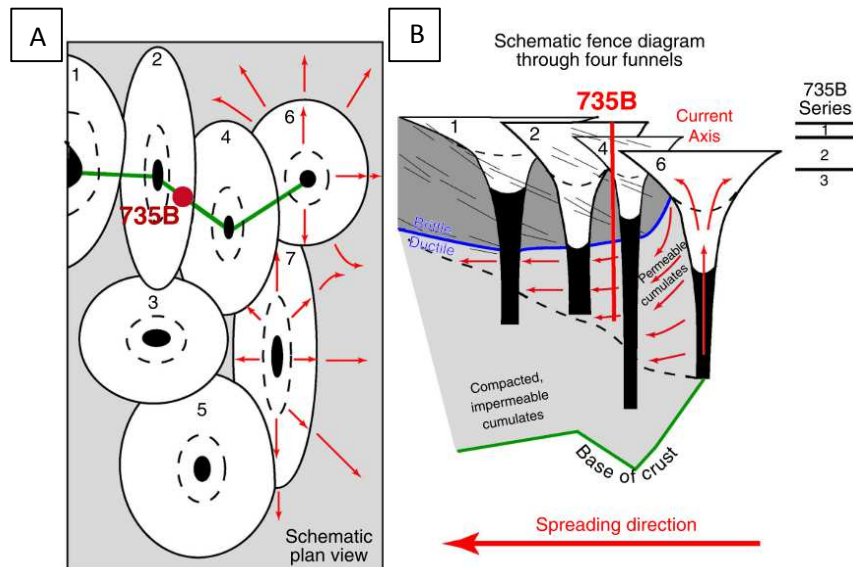 A
1
2
4
6
735B
7
3
5
Schematic
plan view
B
Schematic fence diagram
through four funnels
735B
1
2
4
Current
Axis
6
735B
Series
1
2
3
Brittle
Ductile
Permeable
cumulates
Compacted,
impermeable
cumulates
Base of crust
Spreading direction